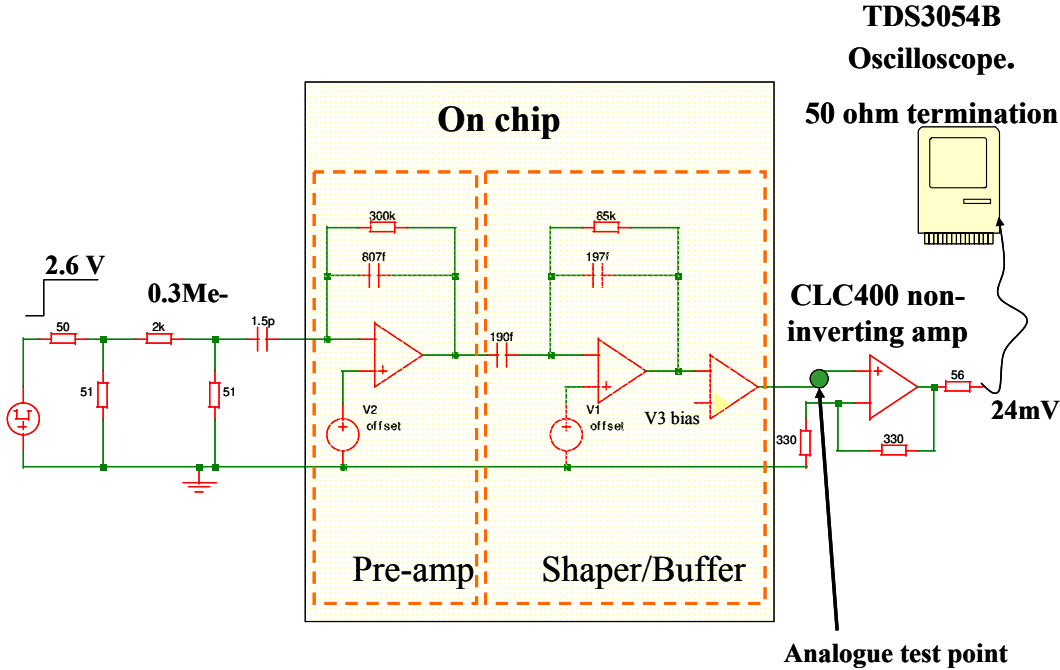 TDS3054B
Oscilloscope.
50 ohm termination
On chip
300k
85k
807f
197f
2.6 V
0.3Me-
CLC400 non-
inverting amp
50
2k
1.5p
190f
56
51
51
V2
offset
V1
offset
V3 bias
24mV
330
330
Pre-amp
Shaper/Buffer
Analogue test point